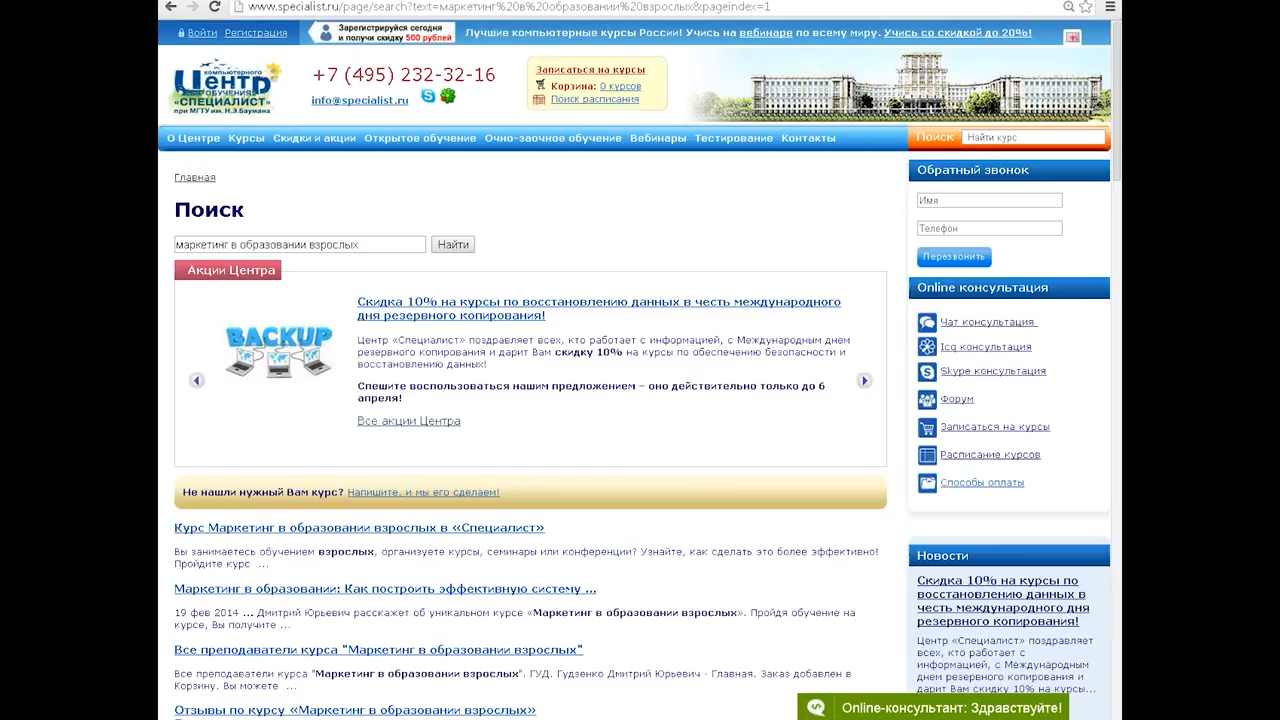 www.specialist.ru/page/search?text=маркетинг%20в%20образовании%20взрослых&pageindex=1
Войти Регистрация
Зарегистрируйся сегодня
и получи скидку 500 рублей
Лучшие компьютерные курсы России! Учись на вебинаре по всему миру. Учись со скидкой до 20%!
КОМПЬЮТЕРНОГО
ЦЕНТР
ОБУЧЕНИЯ
«СПЕЦИАЛИСТ»
при МГТУ им. Н.Э.Баумана
+7 (495) 232-32-16
info@specialist.ru
Записаться на курсы
Корзина: 0 курсов
Поиск расписания
О Центре Курсы Скидки и акции Открытое обучение Очно-заочное обучение Вебинары Тестирование Контакты
Поиск Найти курс
Главная
Поиск
маркетинг в образовании взрослых Найти
Акции Центра
BACKUP
Скидка 10% на курсы по восстановлению данных в честь международного
дня резервного копирования!
Центр «Специалист» поздравляет всех, кто работает с информацией, с Международным днем
резервного копирования и дарит Вам скидку 10% на курсы по обеспечению безопасности и
восстановлению данных!
Спешите воспользоваться нашим предложением – оно действительно только до 6
апреля!
Все акции Центра
Не нашли нужный Вам курс? Напишите, и мы его сделаем!
Курс Маркетинг в образовании взрослых в «Специалист»
Вы занимаетесь обучением взрослых, организуете курсы, семинары или конференции? Узнайте, как сделать это более эффективно!
Пройдите курс ...
Маркетинг в образовании: Как построить эффективную систему ...
19 фев 2014 ... Дмитрий Юрьевич расскажет об уникальном курсе «Маркетинг в образовании взрослых». Пройдя обучение на
курсе, Вы получите ...
Все преподаватели курса "Маркетинг в образовании взрослых"
Все преподаватели курса "Маркетинг в образовании взрослых". ГУД. Гудзенко Дмитрий Юрьевич · Главная. Заказ добавлен в
Корзину. Вы можете ...
Отзывы по курсу «Маркетинг в образовании взрослых»
Обратный звонок
Имя
Телефон
Перезвонить
Online консультация
Чат консультация
Icq консультация
Skype консультация
Форум
Записаться на курсы
Расписание курсов
Способы оплаты
Новости
Скидка 10% на курсы по
восстановлению данных в
честь международного дня
резервного копирования!
Центр «Специалист» поздравляет
всех, кто работает с
информацией, с Международным
днем резервного копирования и
дарит Вам скидку 10% на курсы...
Online-консультант: Здравствуйте!